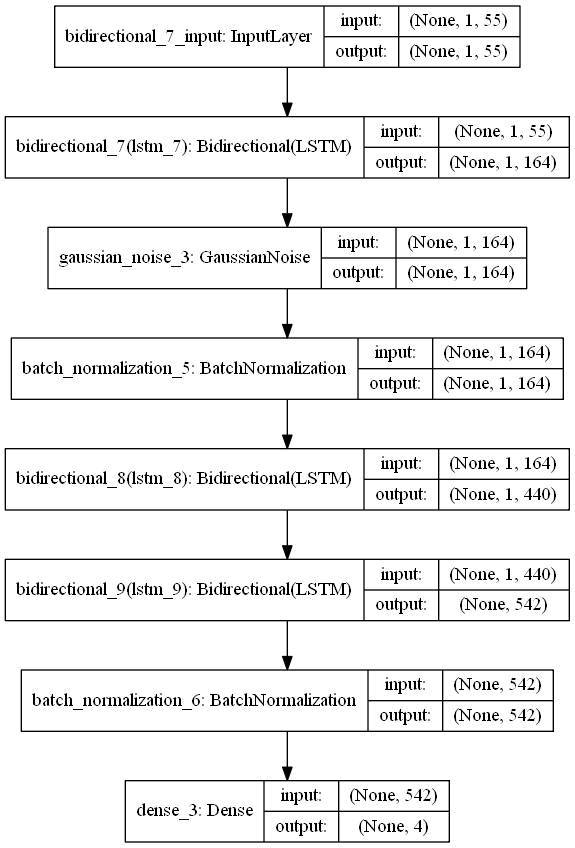 bidirectional_7_input: InputLayer input: (None, 1, 55)
output: (None, 1, 55)
bidirectional_7(lstm_7): Bidirectional(LSTM) input: (None, 1, 55)
output: (None, 1, 164)
gaussian_noise_3: GaussianNoise input: (None, 1, 164)
output: (None, 1, 164)
batch_normalization_5: BatchNormalization input: (None, 1, 164)
output: (None, 1, 164)
bidirectional_8(lstm_8): Bidirectional(LSTM) input: (None, 1, 164)
output: (None, 1, 440)
bidirectional_9(lstm_9): Bidirectional(LSTM) input: (None, 1, 440)
output: (None, 542)
batch_normalization_6: BatchNormalization input: (None, 542)
output: (None, 542)
dense_3: Dense input: (None, 542)
output: (None, 4)